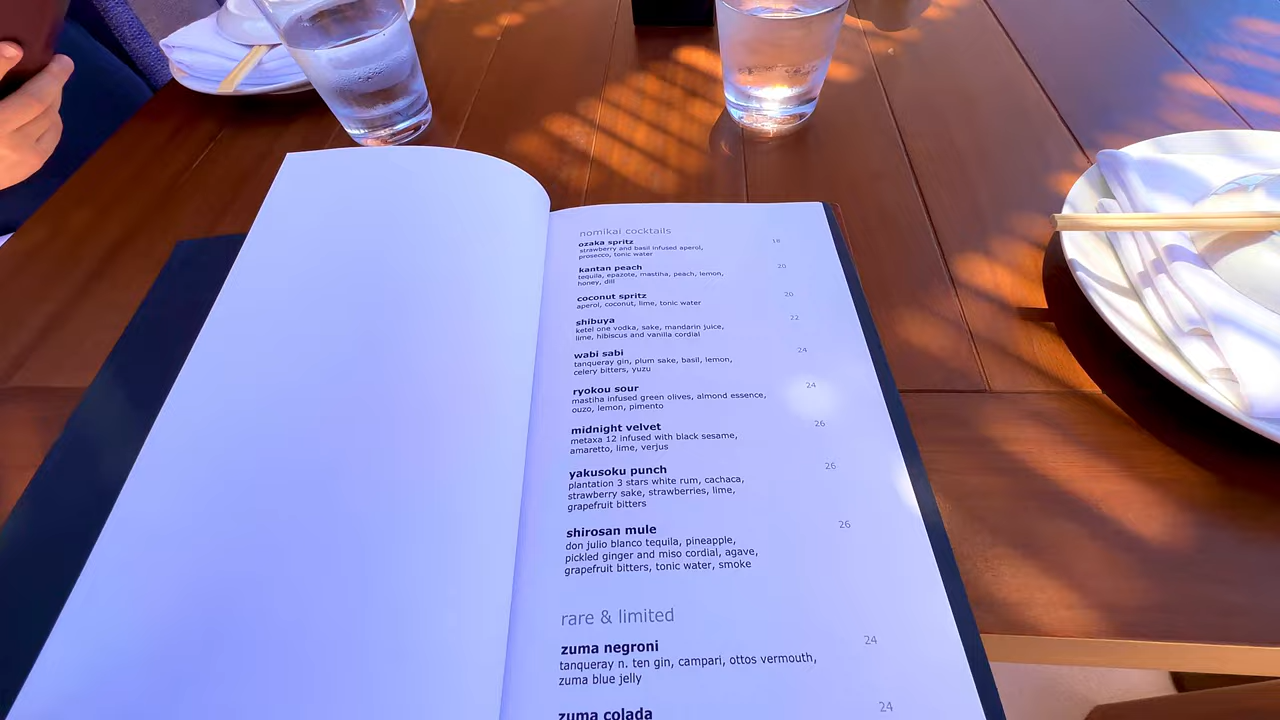 nomikai cocktails
ozaka spritz 18
strawberry and basil infused aperol,
prosecco, tonic water
kantan peach 20
tequila, epazote, mastiha, peach, lemon,
honey, dill
coconut spritz 20
aperol, coconut, lime, tonic water
shibuya 22
ketel one vodka, sake, mandarin juice,
lime, hibiscus and vanilla cordial
wabi sabi 24
tanqueray gin, plum sake, basil, lemon,
celery bitters, yuzu
ryokou sour 24
mastiha infused green olives, almond essence,
ouzo, lemon, pimento
midnight velvet 26
metaxa 12 infused with black sesame,
amaretto, lime, verjus
yakusoku punch 26
plantation 3 stars white rum, cachaca,
strawberry sake, strawberries, lime,
grapefruit bitters
shirosan mule 26
don julio blanco tequila, pineapple,
pickled ginger and miso cordial, agave,
grapefruit bitters, tonic water, smoke
rare & limited
zuma negroni 24
tanqueray n. ten gin, campari, ottos vermouth,
zuma blue jelly
zuma colada 24